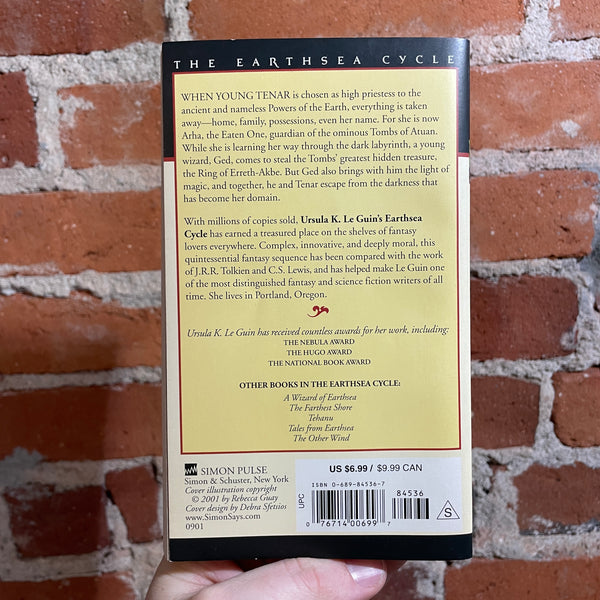 THE EARTHSEA CYCLE
WHEN YOUNG TENAR is chosen as high priestess to the
ancient and nameless Powers of the Earth, everything is taken
away—home, family, possessions, even her name. For she is now
Arha, the Eaten One, guardian of the ominous Tombs of Atuan.
While she is learning her way through the dark labyrinth, a young
wizard, Ged, comes to steal the Tombs' greatest hidden treasure,
the Ring of Erreth-Akbe. But Ged also brings with him the light of
magic, and together, he and Tenar escape from the darkness that
has become her domain.
With millions of copies sold, Ursula K. Le Guin's Earthsea
Cycle has earned a treasured place on the shelves of fantasy
lovers everywhere. Complex, innovative, and deeply moral, this
quintessential fantasy sequence has been compared with the work
of J.R.R. Tolkien and C.S. Lewis, and has helped make Le Guin one
of the most distinguished fantasy and science fiction writers of all
time. She lives in Portland, Oregon.
Ursula K. Le Guin has received countless awards for her work, including:
THE NEBULA AWARD
THE HUGO AWARD
THE NATIONAL BOOK AWARD
OTHER BOOKS IN THE EARTHSEA CYCLE:
A Wizard of Earthsea
The Farthest Shore
Tehanu
Tales from Earthsea
The Other Wind
SIMON PULSE
Simon & Schuster, New York
Cover illustration copyright
© 2001 by Rebecca Guay
Cover design by Debra Sfetsios
www.SimonSays.com
0901
US $6.99 / $9.99 CAN
ISBN 0-689-84536-7
84536
UPC
0 76714 00699 7
S